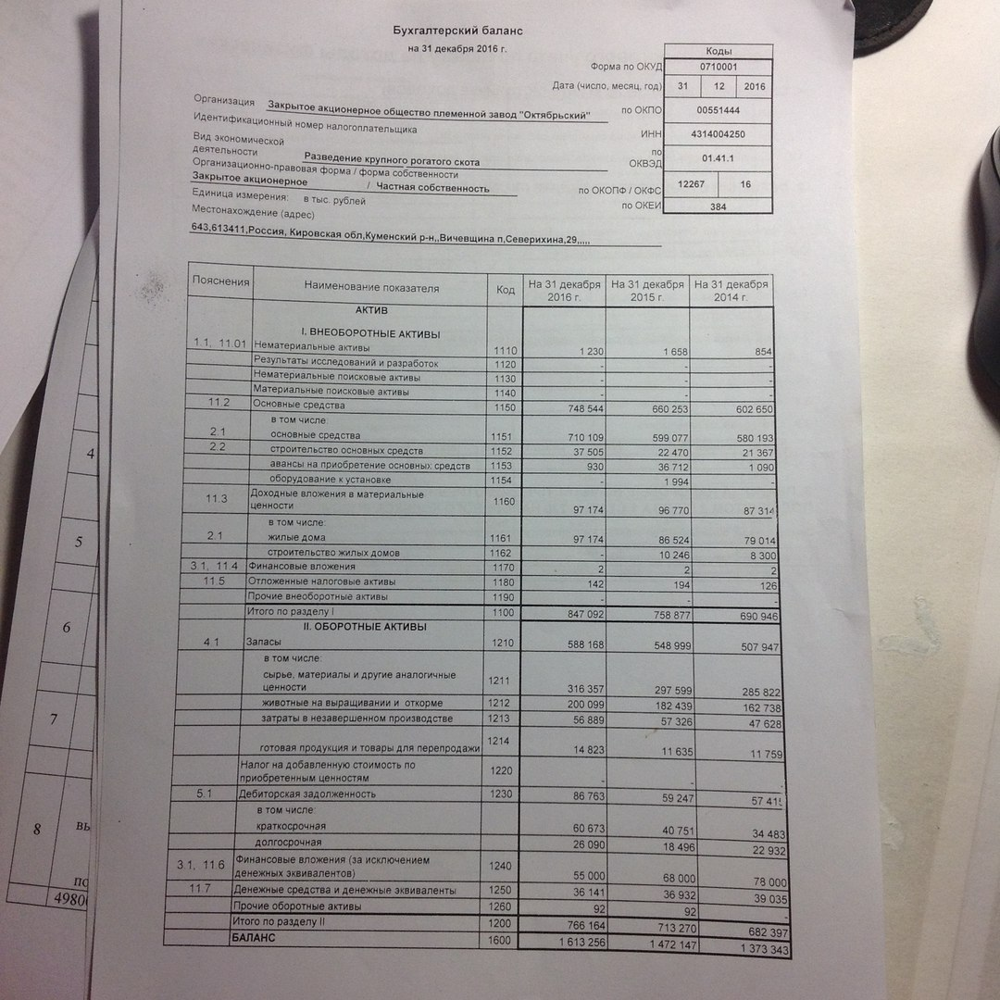 Бухгалтерский баланс
на 31 декабря 2016 г.
Коды
Форма по ОКУД 0710001
Дата (число, месяц, год) 31 12 2016
Организация Закрытое акционерное общество племенной завод "Октябрьский" по ОКПО 00551444
Идентификационный номер налогоплательщика ИНН 4314004250
Вид экономической
деятельности Разведение крупного рогатого скота по ОКВЭД 01.41.1
Организационно-правовая форма / форма собственности
Закрытое акционерное / Частная собственность по ОКОПФ / ОКФС 12267 16
Единица измерения: в тыс. рублей по ОКЕИ 384
Местонахождение (адрес)
643,613411,Россия, Кировская обл,Куменский р-н,,Вичевщина п,Северихина,29,,,,,
Пояснения Наименование показателя Код На 31 декабря 2016 г. На 31 декабря 2015 г. На 31 декабря 2014 г.
АКТИВ
I. ВНЕОБОРОТНЫЕ АКТИВЫ
1.1, 11.01 Нематериальные активы 1110 1 230 1 658 854
Результаты исследований и разработок 1120 - - -
Нематериальные поисковые активы 1130 - - -
Материальные поисковые активы 1140 - - -
11.2 Основные средства 1150 748 544 660 253 602 650
в том числе:
2.1 основные средства 1151 710 109 599 077 580 193
2.2 строительство основных средств 1152 37 505 22 470 21 367
авансы на приобретение основных средств 1153 930 36 712 1 090
оборудование к установке 1154 - 1 994 -
11.3 Доходные вложения в материальные
ценности 1160 97 174 96 770 87 314
в том числе:
2.1 жилые дома 1161 97 174 86 524 79 014
строительство жилых домов 1162 - 10 246 8 300
3.1, 11.4 Финансовые вложения 1170 2 2 2
11.5 Отложенные налоговые активы 1180 142 194 126
Прочие внеоборотные активы 1190 - - -
Итого по разделу I 1100 847 092 758 877 690 946
II. ОБОРОТНЫЕ АКТИВЫ
4.1 Запасы 1210 588 168 548 999 507 947
в том числе:
сырье, материалы и другие аналогичные
ценности 1211 316 357 297 599 285 822
животные на выращивании и откорме 1212 200 099 182 439 162 738
затраты в незавершенном производстве 1213 56 889 57 326 47 628
готовая продукция и товары для перепродажи 1214 14 823 11 635 11 759
Налог на добавленную стоимость по
приобретенным ценностям 1220 - - -
5.1 Дебиторская задолженность 1230 86 763 59 247 57 415
в том числе:
краткосрочная 60 673 40 751 34 483
долгосрочная 26 090 18 496 22 932
3.1, 11.6 Финансовые вложения (за исключением
денежных эквивалентов) 1240 55 000 68 000 78 000
11.7 Денежные средства и денежные эквиваленты 1250 36 141 36 932 39 035
Прочие оборотные активы 1260 92 92 -
Итого по разделу II 1200 766 164 713 270 682 397
БАЛАНС 1600 1 613 256 1 472 147 1 373 343
4
5
6
7
8
вы
по
4980